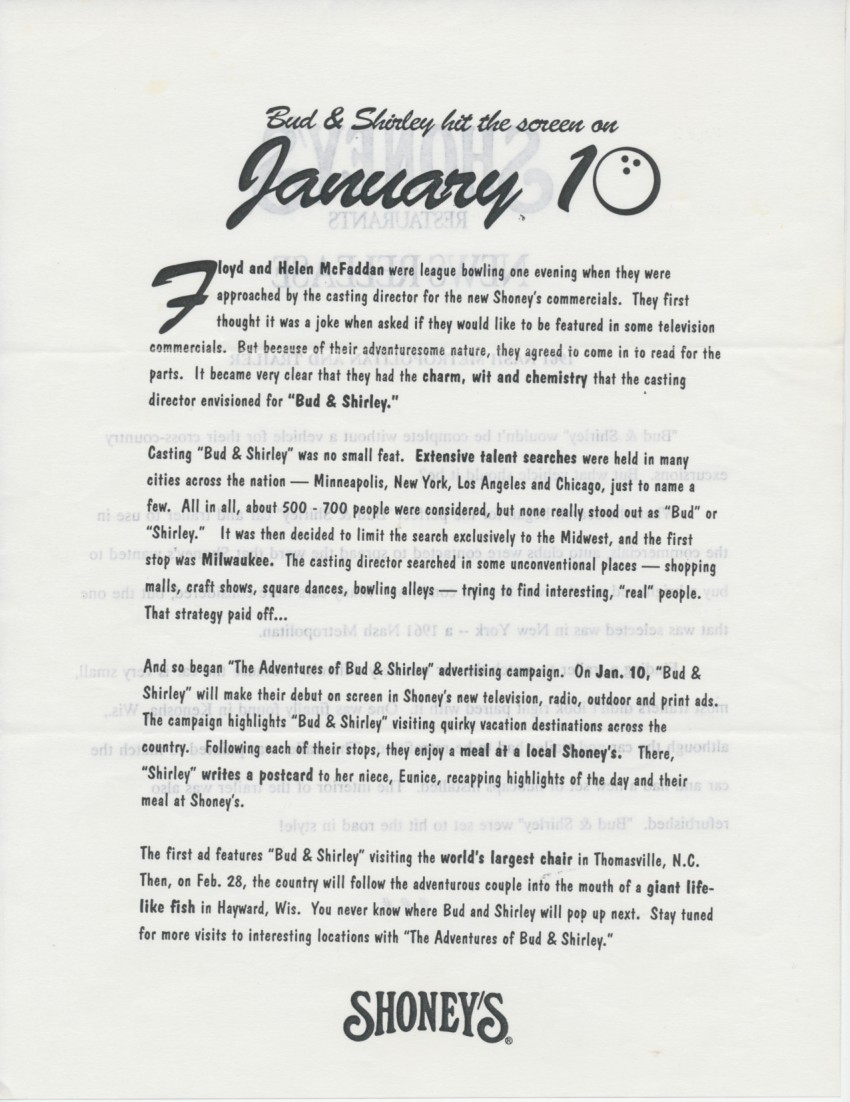 Bud & Shirley hit the screen on
January 10
Floyd and Helen McFaddan were league bowling one evening when they were
approached by the casting director for the new Shoney's commercials. They first
thought it was a joke when asked if they would like to be featured in some television
commercials. But because of their adventuresome nature, they agreed to come in to read for the
parts. It became very clear that they had the charm, wit and chemistry that the casting
director envisioned for "Bud & Shirley."
Casting "Bud & Shirley" was no small feat. Extensive talent searches were held in many
cities across the nation — Minneapolis, New York, Los Angeles and Chicago, just to name a
few. All in all, about 500 - 700 people were considered, but none really stood out as "Bud" or
"Shirley." It was then decided to limit the search exclusively to the Midwest, and the first
stop was Milwaukee. The casting director searched in some unconventional places — shopping
malls, craft shows, square dances, bowling alleys — trying to find interesting, "real" people.
That strategy paid off...
And so began "The Adventures of Bud & Shirley" advertising campaign. On Jan. 10, "Bud &
Shirley" will make their debut on screen in Shoney's new television, radio, outdoor and print ads.
The campaign highlights "Bud & Shirley" visiting quirky vacation destinations across the
country. Following each of their stops, they enjoy a meal at a local Shoney's. There,
"Shirley" writes a postcard to her niece, Eunice, recapping highlights of the day and their
meal at Shoney's.
The first ad features "Bud & Shirley" visiting the world's largest chair in Thomasville, N.C.
Then, on Feb. 28, the country will follow the adventurous couple into the mouth of a giant life-
like fish in Hayward, Wis. You never know where Bud and Shirley will pop up next. Stay tuned
for more visits to interesting locations with "The Adventures of Bud & Shirley."
SHONEY'S®